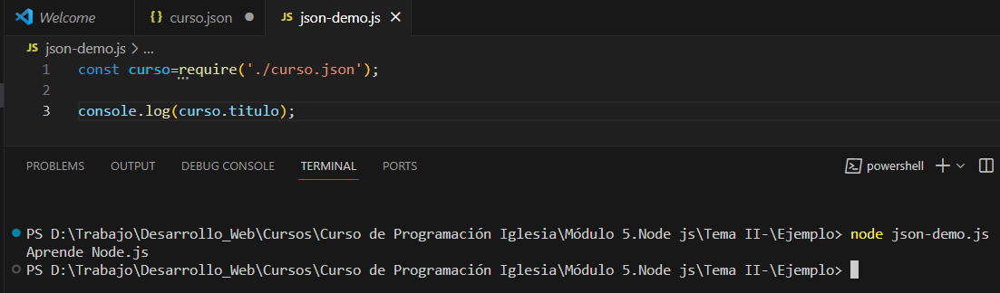 Welcome
{} curso.json
JS json-demo.js
JS json-demo.js > ...
1 const curso=require('./curso.json');
2
3 console.log(curso.titulo);
PROBLEMS OUTPUT DEBUG CONSOLE TERMINAL PORTS
powershell
PS D:\Trabajo\Desarrollo_Web\Cursos\Curso de Programación Iglesia\Módulo 5.Node js\Tema II-\Ejemplo> node json-demo.js
Aprende Node.js
PS D:\Trabajo\Desarrollo_Web\Cursos\Curso de Programación Iglesia\Módulo 5.Node js\Tema II-\Ejemplo>